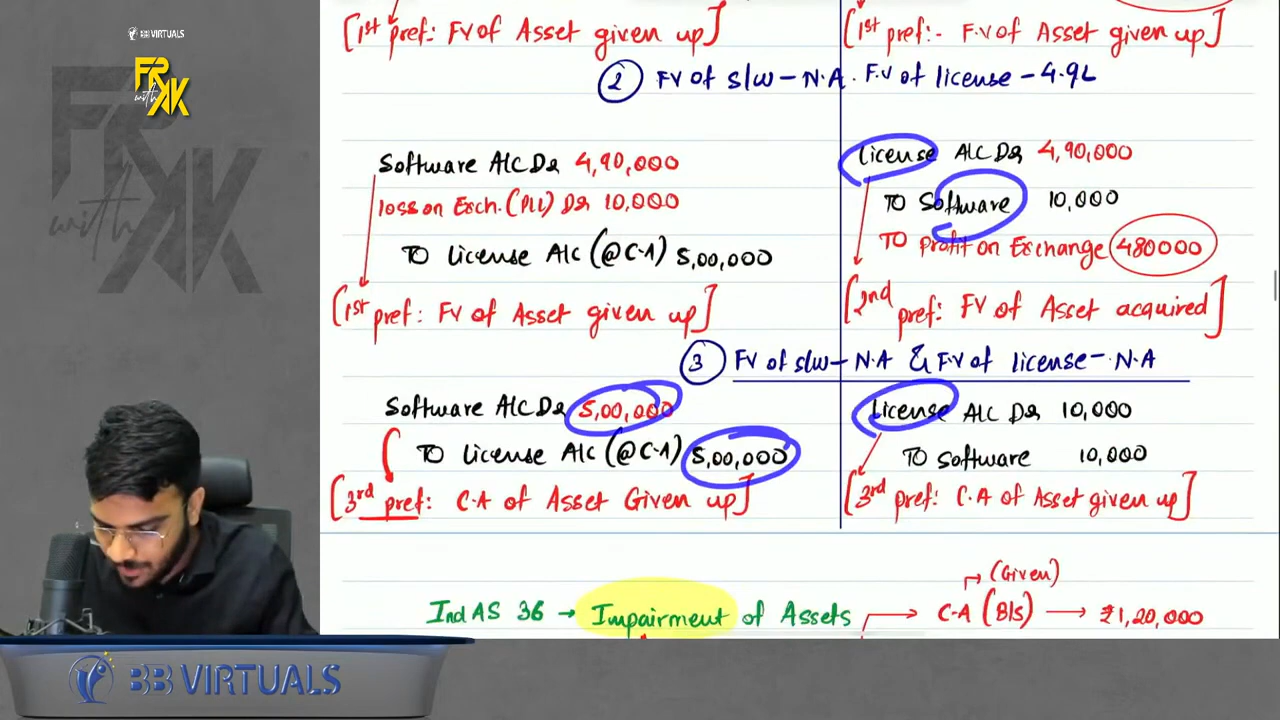 BB VIRTUALS
FR
with
AK
FR
with
AK
[1st pref: FV of Asset given up]
[1st pref:- F.V of Asset given up]
② FV of s/w - N.A. F.V of license - 4.9L
Software A/C Dr 4,90,000
loss on Exch. (P/L) Dr 10,000
To License A/c (@C.A) 5,00,000
[1st pref: FV of Asset given up]
License A/C Dr 4,90,000
To Software 10,000
To Profit on Exchange 480000
[2nd pref: FV of Asset acquired]
③ FV of s/w - N.A & F.V of license - N.A
Software A/C Dr 5,00,000
To License A/c (@C.A) 5,00,000
[3rd pref: C.A of Asset Given up]
License A/C Dr 10,000
To Software 10,000
[3rd pref: C.A of Asset given up]
Ind AS 36 → Impairment of Assets
(Given)
C.A (B/s) → ₹1,20,000
BB VIRTUALS